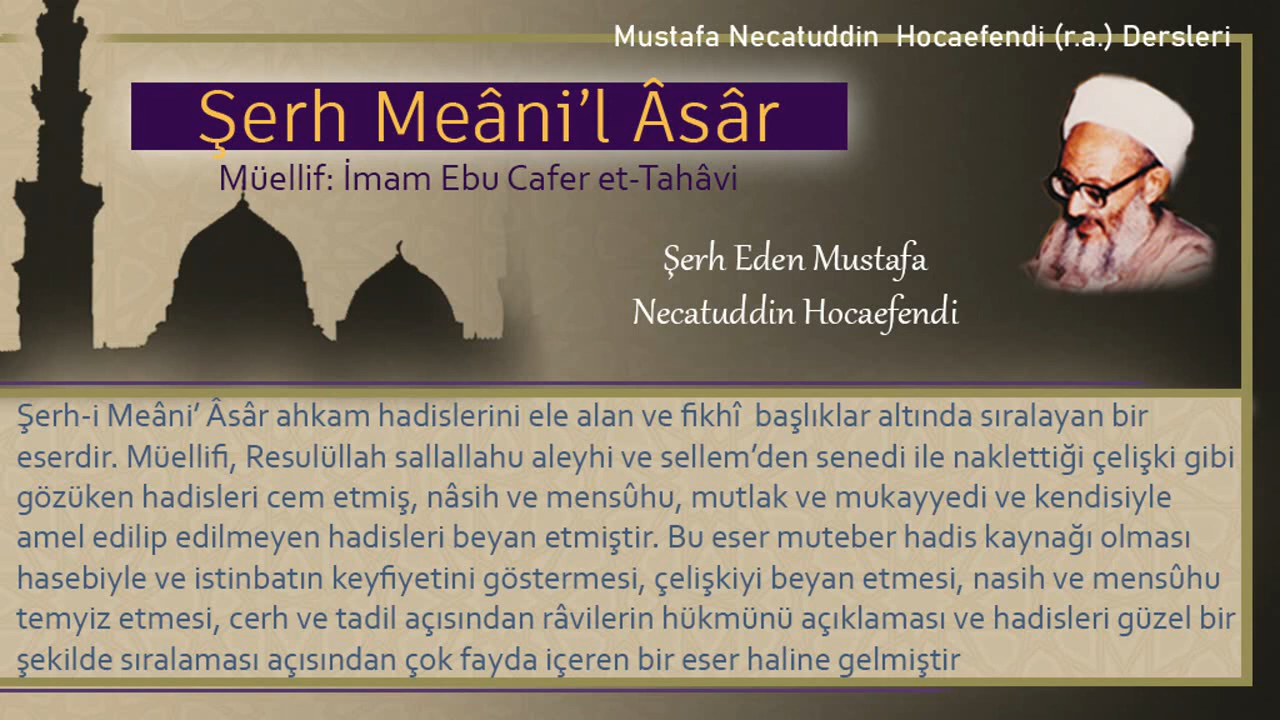 Mustafa Necatuddin Hocaefendi (r.a.) Dersleri
Şerh Meâni’l Âsâr
Müellif: İmam Ebu Cafer et-Tahâvi
Şerh Eden Mustafa
Necatuddin Hocaefendi
Şerh-i Meâni’ Âsâr ahkam hadislerini ele alan ve fikhî başlıklar altında sıralayan bir
eserdir. Müellifi, Resulüllah sallallahu aleyhi ve sellem’den senedi ile naklettiği çelişki gibi
gözüken hadisleri cem etmiş, nâsih ve mensûhu, mutlak ve mukayyedi ve kendisiyle
amel edilip edilmeyen hadisleri beyan etmiştir. Bu eser muteber hadis kaynağı olması
hasebiyle ve istinbatın keyfiyetini göstermesi, çelişkiyi beyan etmesi, nasih ve mensûhu
temyiz etmesi, cerh ve tadil açısından râvilerin hükmünü açıklaması ve hadisleri güzel bir
şekilde sıralaması açısından çok fayda içeren bir eser haline gelmiştir